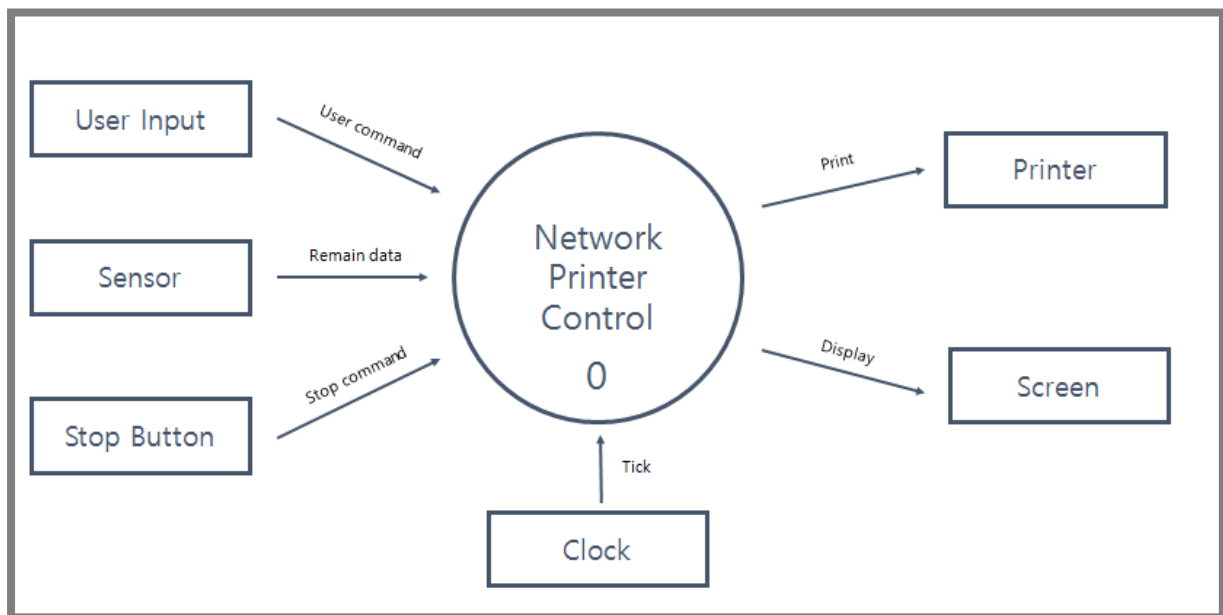 User Input
User command
Sensor
Remain data
Stop Button
Stop command
Network
Printer
Control
0
Tick
Clock
Print
Printer
Display
Screen